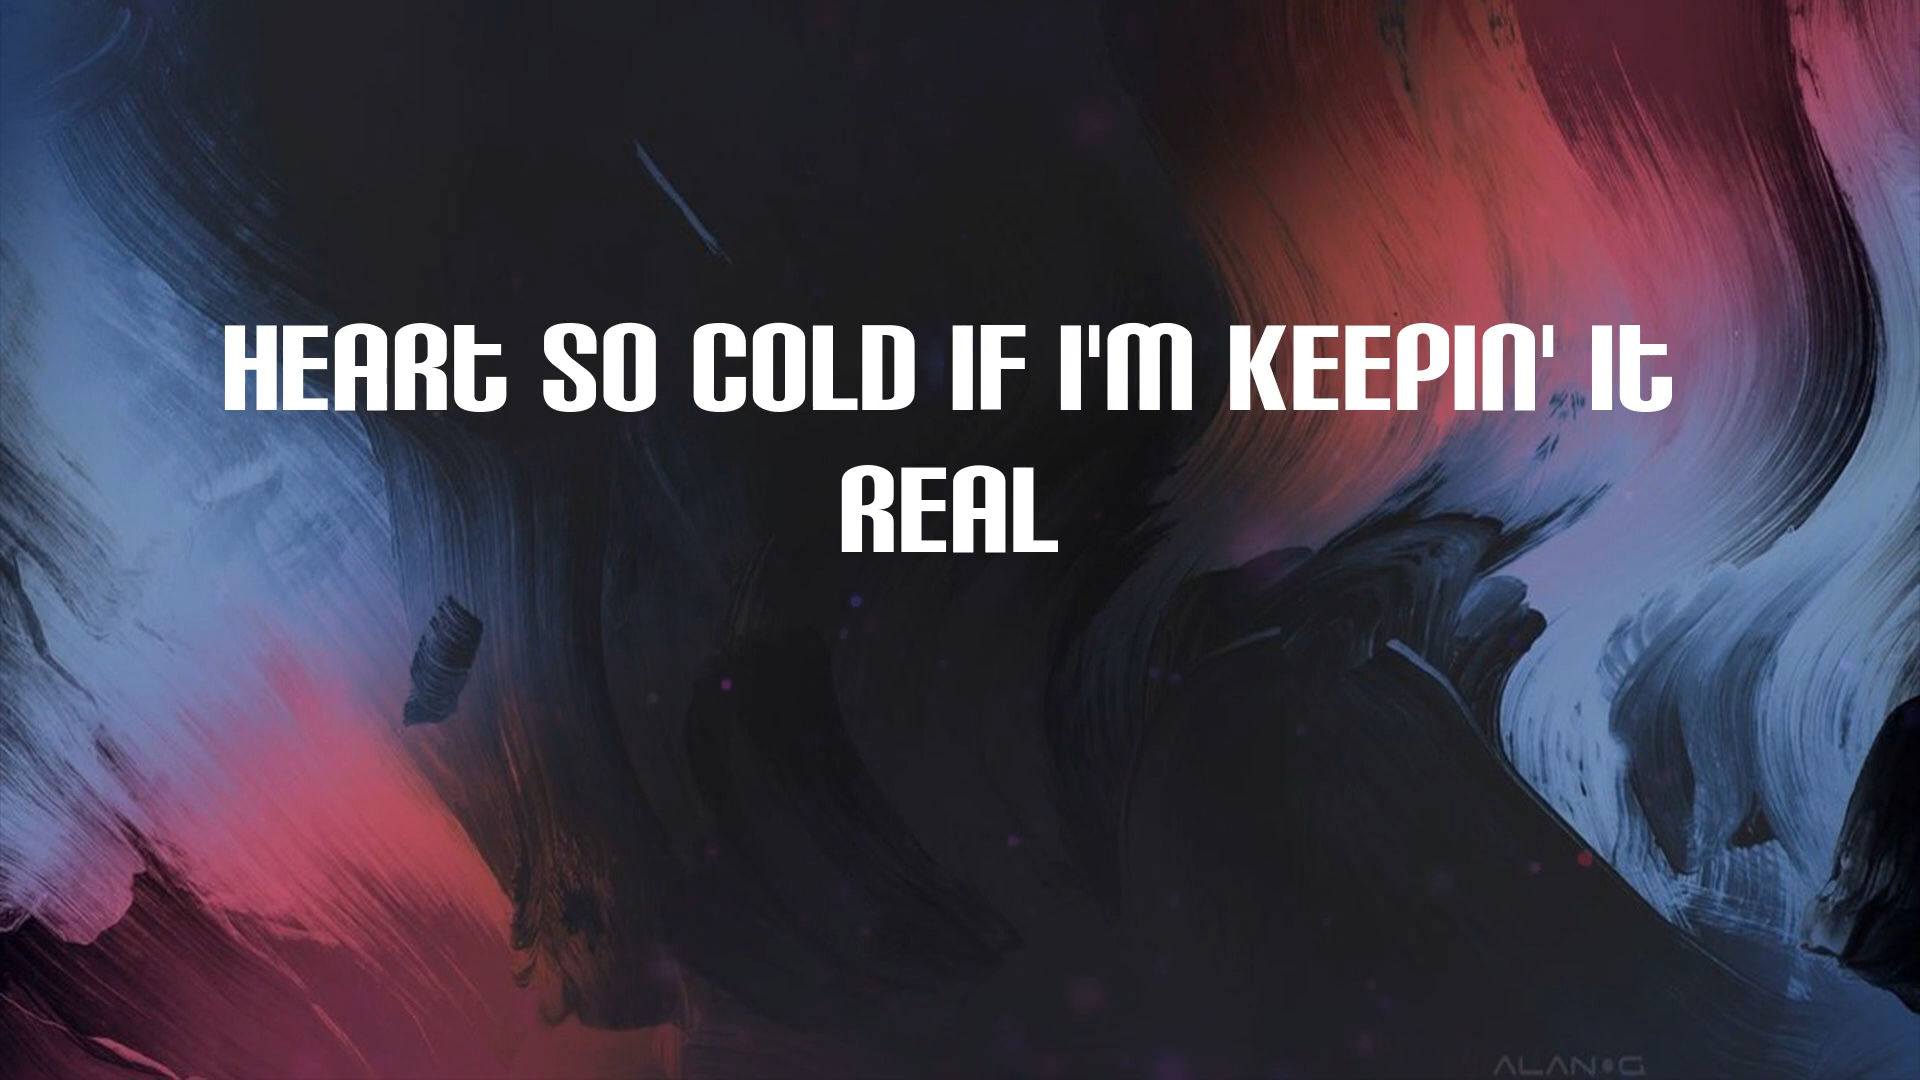 HEART SO COLD IF I'M KEEPIN' IT
REAL
ALAN•G